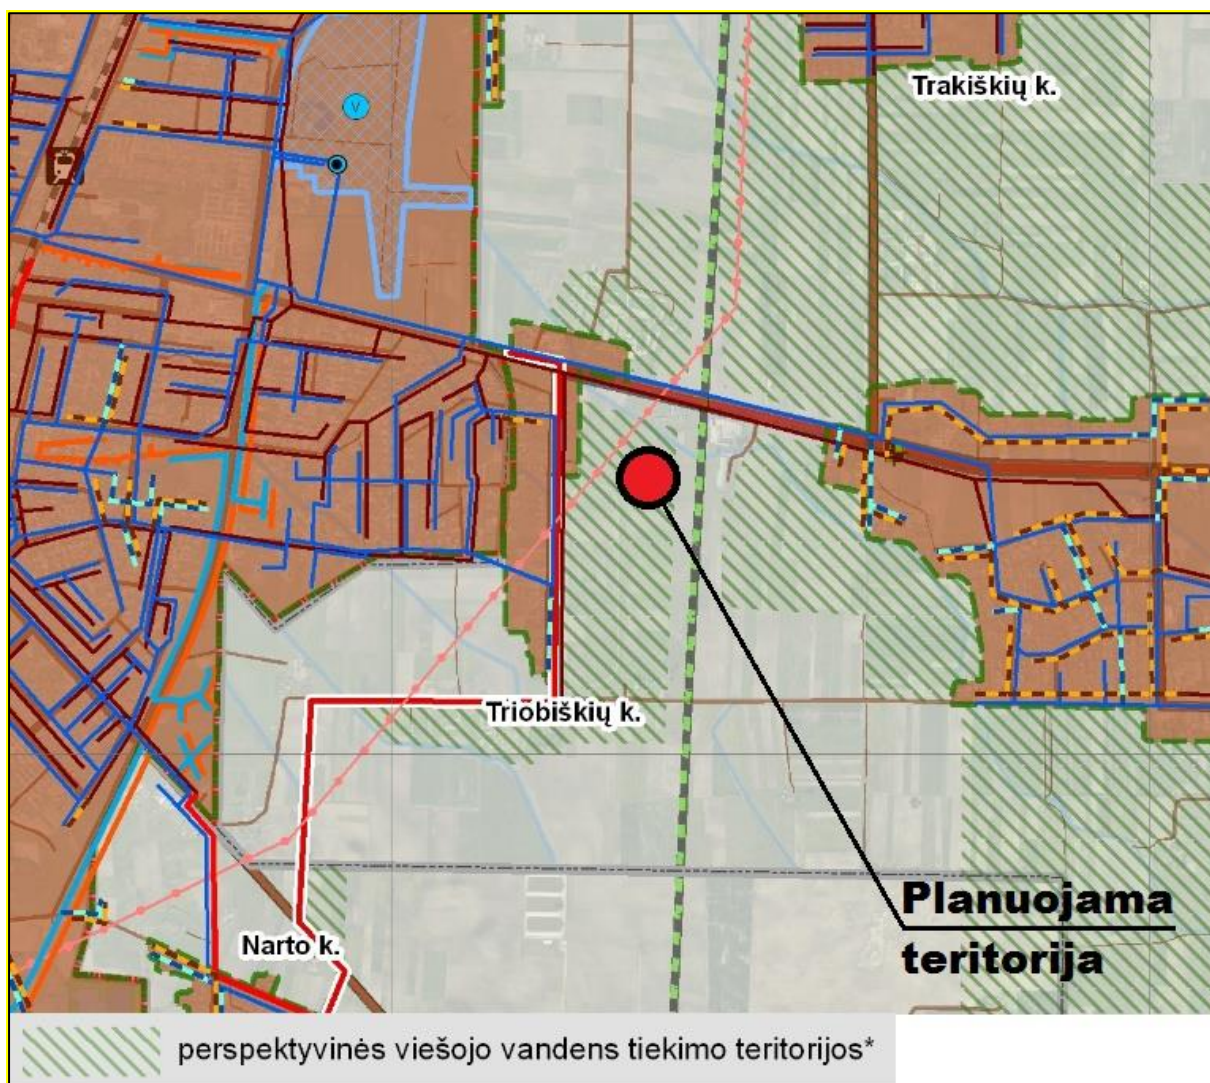 V
Trakiškių k.
Triobiškių k.
Planuojama
teritorija
Narto k.
perspektyvinės viešojo vandens tiekimo teritorijos*